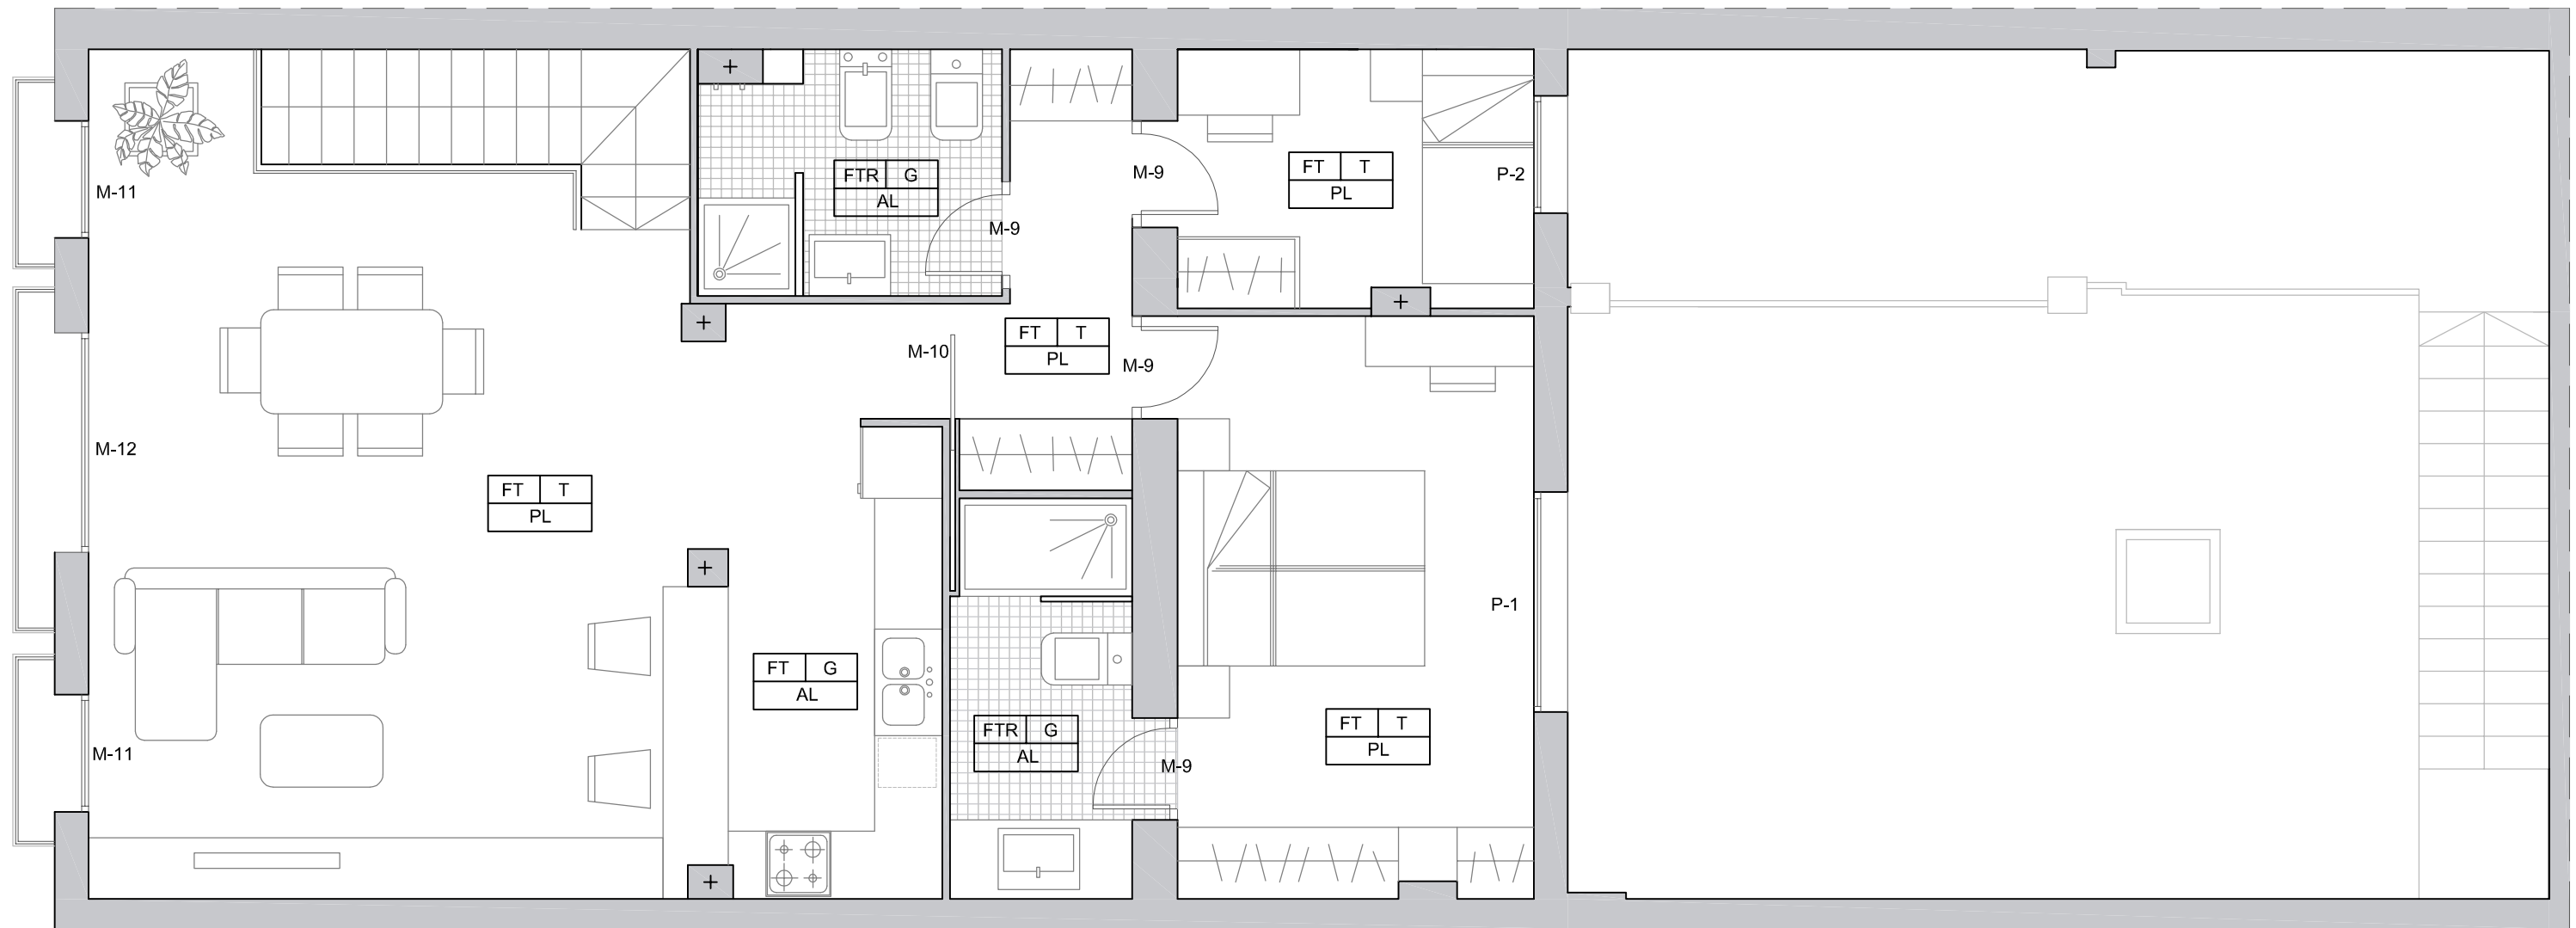 FT T
PL
P-2
FTR G
AL
M-9
M-11
M-9
FT T
PL
M-10
M-9
M-12
FT T
PL
P-1
FT G
AL
FTR G
AL
FT T
PL
M-11
M-9